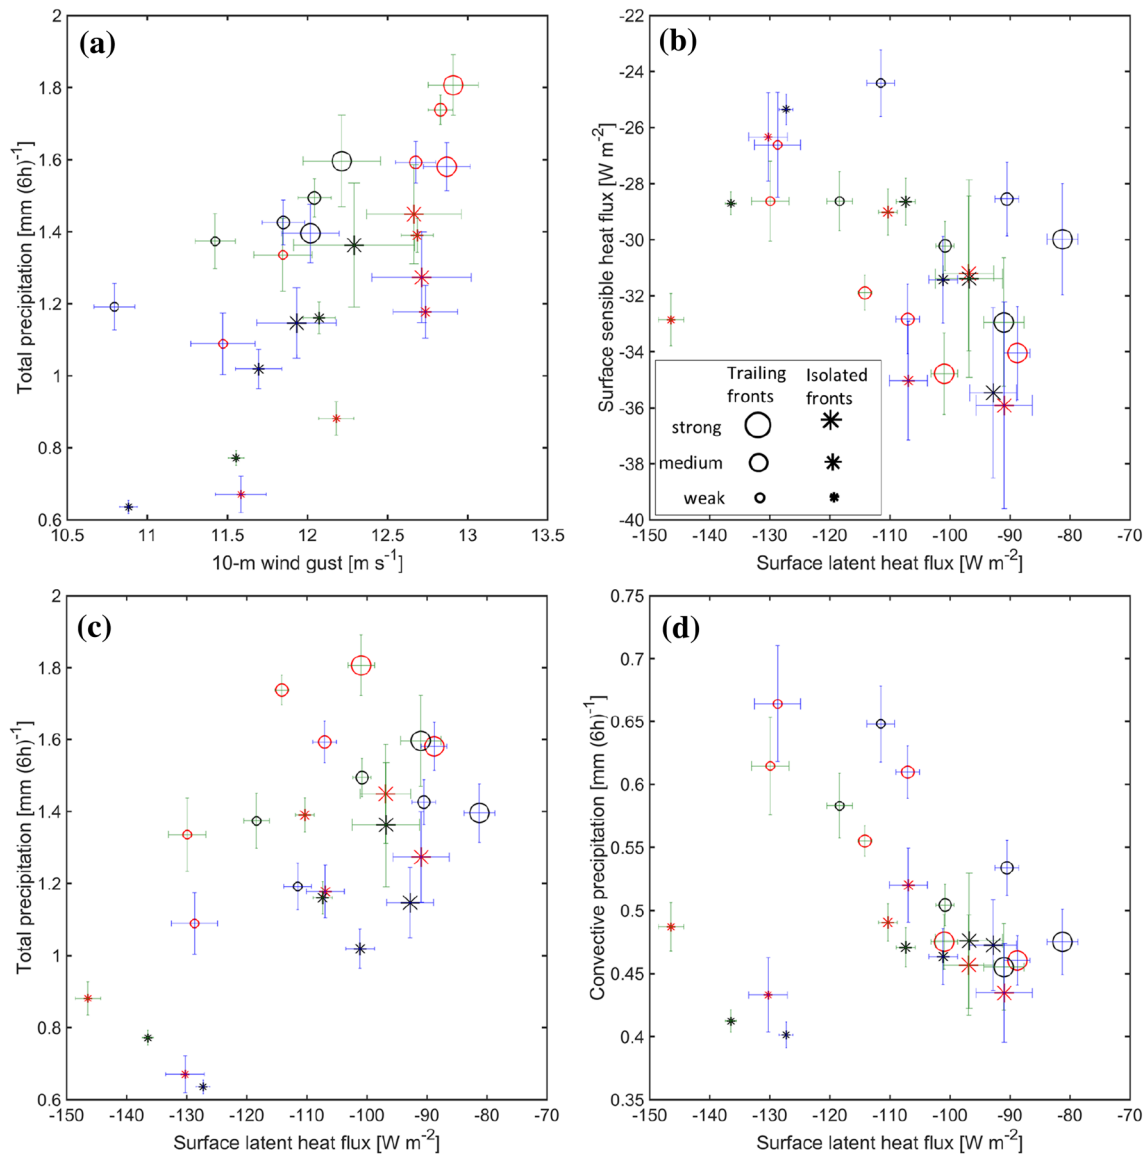 (a)
2
1.8
1.6
1.4
1.2
1
0.8
0.6
Total precipitation [mm (6h)⁻¹]
10.5 11 11.5 12 12.5 13 13.5
10-m wind gust [m s⁻¹]
(b)
-22
-24
-26
-28
-30
-32
-34
-36
-38
-40
Surface sensible heat flux [W m⁻²]
Trailing Isolated
fronts fronts
strong
medium
weak
-150 -140 -130 -120 -110 -100 -90 -80 -70
Surface latent heat flux [W m⁻²]
(c)
2
1.8
1.6
1.4
1.2
1
0.8
0.6
Total precipitation [mm (6h)⁻¹]
-150 -140 -130 -120 -110 -100 -90 -80 -70
Surface latent heat flux [W m⁻²]
(d)
0.75
0.7
0.65
0.6
0.55
0.5
0.45
0.4
0.35
Convective precipitation [mm (6h)⁻¹]
-150 -140 -130 -120 -110 -100 -90 -80 -70
Surface latent heat flux [W m⁻²]